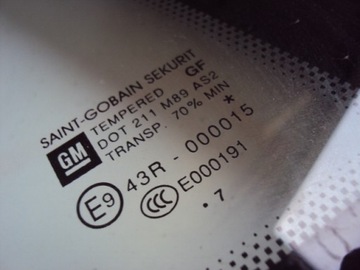 SAINT-GOBAIN SEKURIT
GM TEMPERED GF
DOT 211 M89 AS2
TRANSP. 70% MIN
E9 43R - 000015 *
CCC E000191
. 7